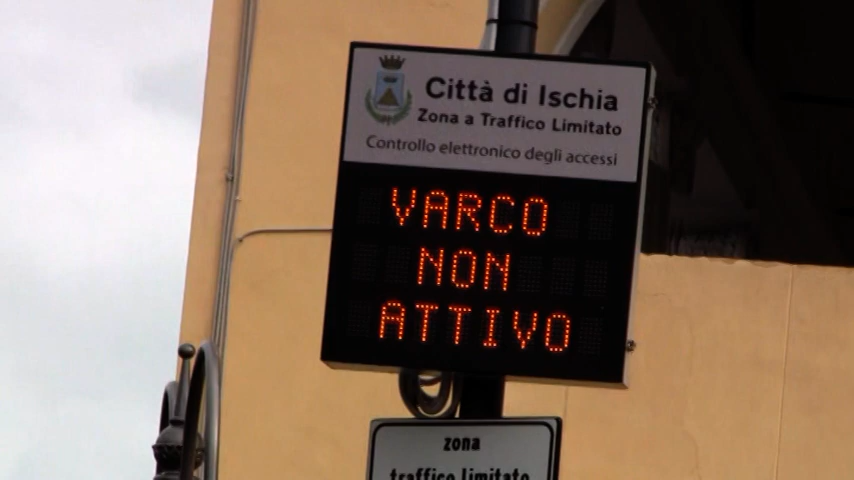 Città di Ischia
Zona a Traffico Limitato
Controllo elettronico degli accessi
VARCO
NON
ATTIVO
zona
traffico limitato